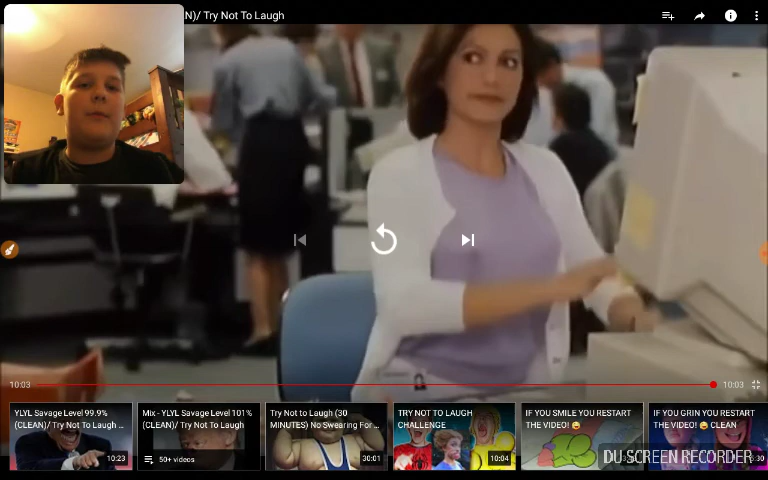 N)/ Try Not To Laugh
10:03
10:03
YLYL Savage Level 99.9%
(CLEAN)/ Try Not To Laugh ...
10:23
Mix - YLYL Savage Level 101%
(CLEAN)/ Try Not To Laugh
50+ videos
Try Not to Laugh (30
MINUTES) No Swearing For ...
30:01
TRY NOT TO LAUGH
CHALLENGE
10:04
IF YOU SMILE YOU RESTART
THE VIDEO! 😜
IF YOU GRIN YOU RESTART
THE VIDEO! 😜 CLEAN
DU SCREEN RECORDER